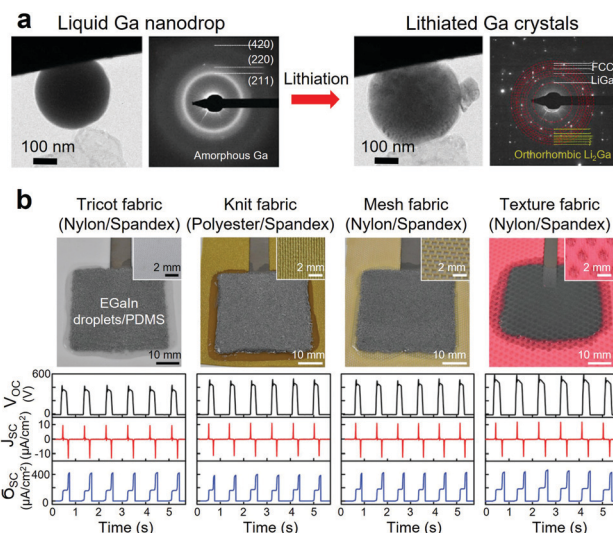 a
Liquid Ga nanodrop
Lithiated Ga crystals
(420)
(220)
(211)
Lithiation
FCC
LiGa
100 nm
Amorphous Ga
100 nm
Orthorhombic Li₂Ga
b
Tricot fabric
(Nylon/Spandex)
Knit fabric
(Polyester/Spandex)
Mesh fabric
(Nylon/Spandex)
Texture fabric
(Nylon/Spandex)
2 mm
2 mm
2 mm
2 mm
EGaIn
droplets/PDMS
10 mm
10 mm
10 mm
10 mm
V_OC
(V)
600
0
J_SC
(μA/cm²)
10
0
-10
σ_SC
(μA/cm²)
400
0
0 1 2 3 4 5
0 1 2 3 4 5
0 1 2 3 4 5
0 1 2 3 4 5
Time (s)
Time (s)
Time (s)
Time (s)